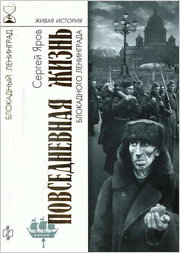 ЖИВАЯ ИСТОРИЯ
БЛОКАДНЫЙ ЛЕНИНГРАД
Сергей Яров
ПОВСЕДНЕВНАЯ ЖИЗНЬ
БЛОКАДНОГО ЛЕНИНГРАДА